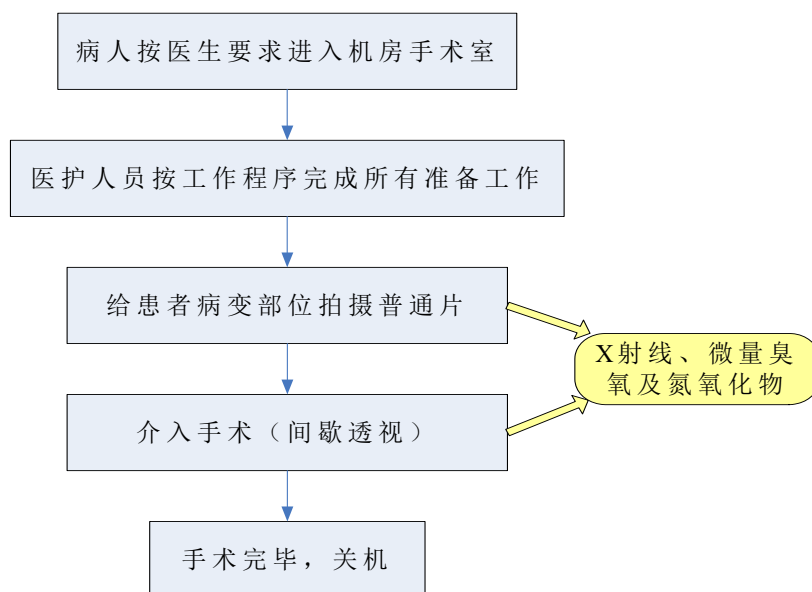 病人按医生要求进入机房手术室
医护人员按工作程序完成所有准备工作
给患者病变部位拍摄普通片
X射线、微量臭
氧及氮氧化物
介入手术（间歇透视）
手术完毕，关机